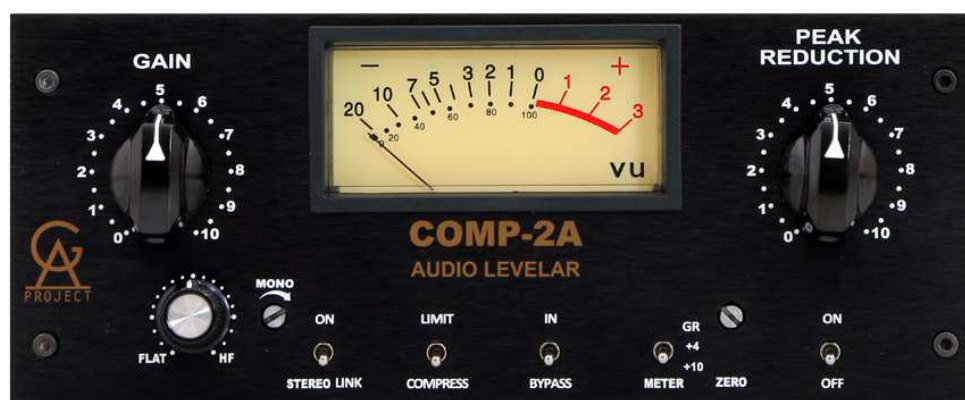 GAIN
0 1 2 3 4 5 6 7 8 9 10
- +
20 10 7 5 3 2 1 0 1 2 3
0 20 40 60 80 100
vu
PEAK
REDUCTION
0 1 2 3 4 5 6 7 8 9 10
COMP-2A
AUDIO LEVELAR
GA
PROJECT
FLAT HF
MONO
ON
STEREO LINK
LIMIT
COMPRESS
IN
BYPASS
GR
+4
+10
METER ZERO
ON
OFF